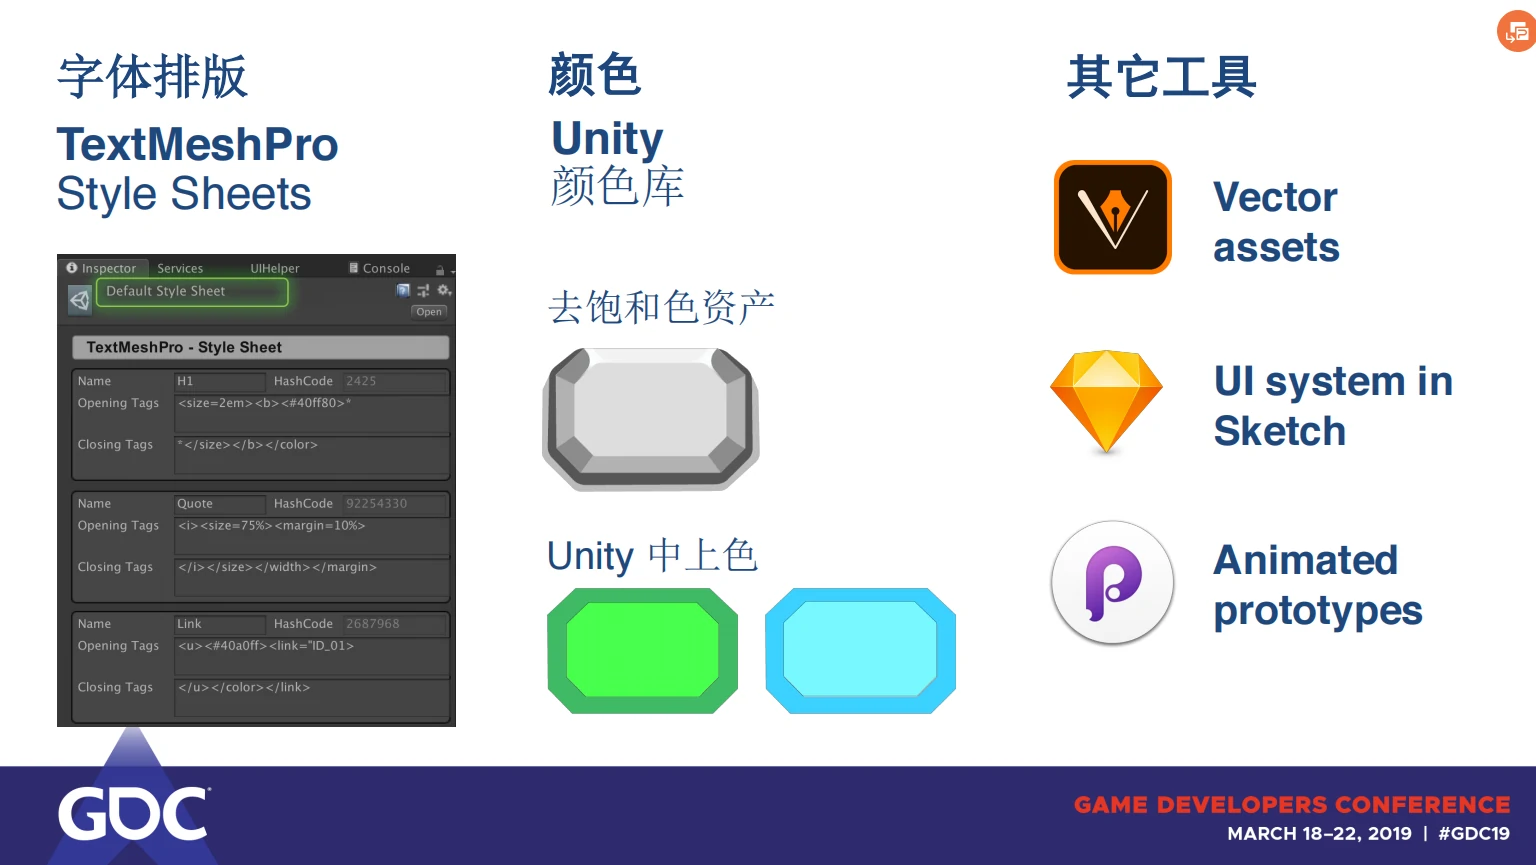 字体排版
TextMeshPro
Style Sheets
Inspector
Services
UIHelper
Console
Default Style Sheet
Open
TextMeshPro - Style Sheet
Name H1 HashCode 2425
Opening Tags <size=2em><b><#40ff80>*
Closing Tags *</size></b></color>
Name Quote HashCode 92254330
Opening Tags <i><size=75%><margin=10%>
Closing Tags </i></size></width></margin>
Name Link HashCode 2687968
Opening Tags <u><#40a0ff><link="ID_01>
Closing Tags </u></color></link>
颜色
Unity
颜色库
去饱和色资产
Unity 中上色
其它工具
Vector
assets
UI system in
Sketch
Animated
prototypes
GDC
GAME DEVELOPERS CONFERENCE
MARCH 18–22, 2019 | #GDC19